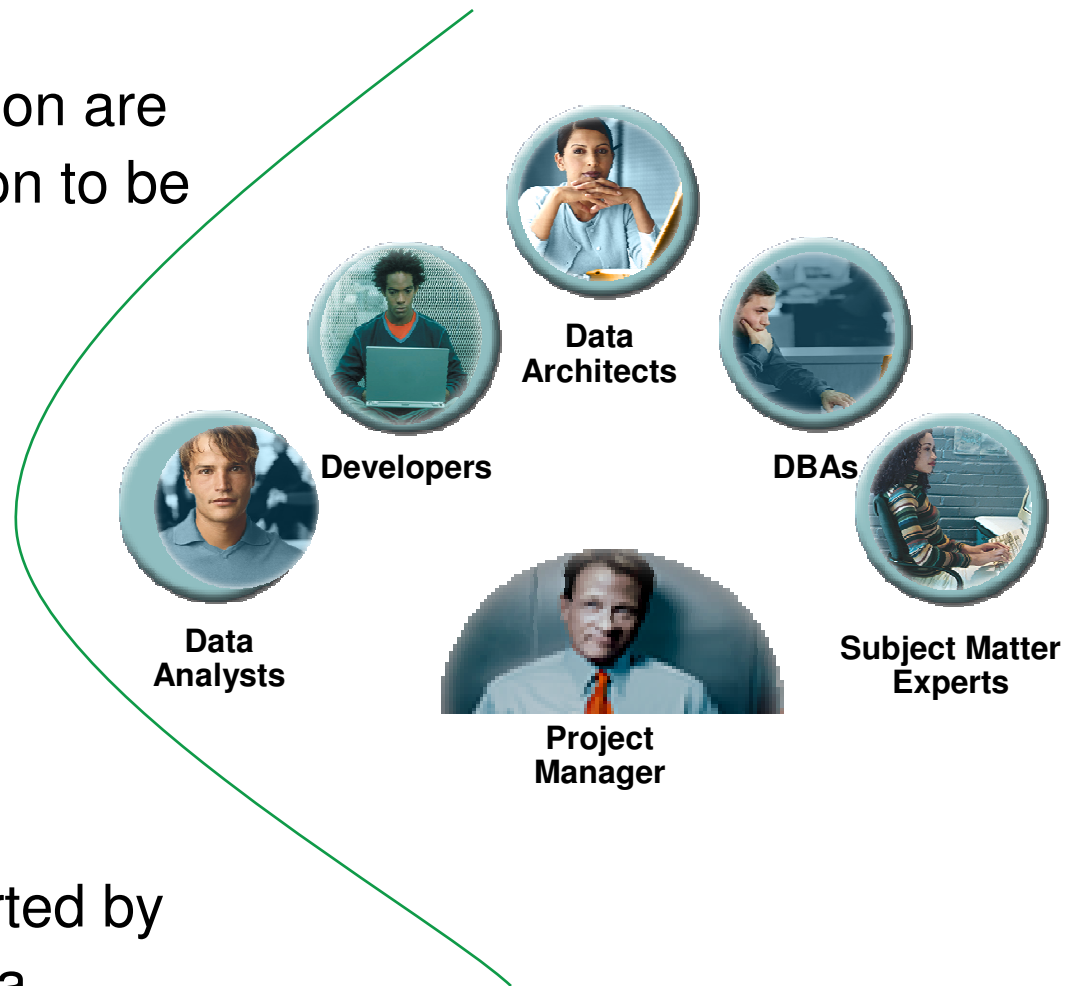 on are
on to be
Data
Architects
Developers
DBAs
Data
Analysts
Subject Matter
Experts
Project
Manager
rted by
a